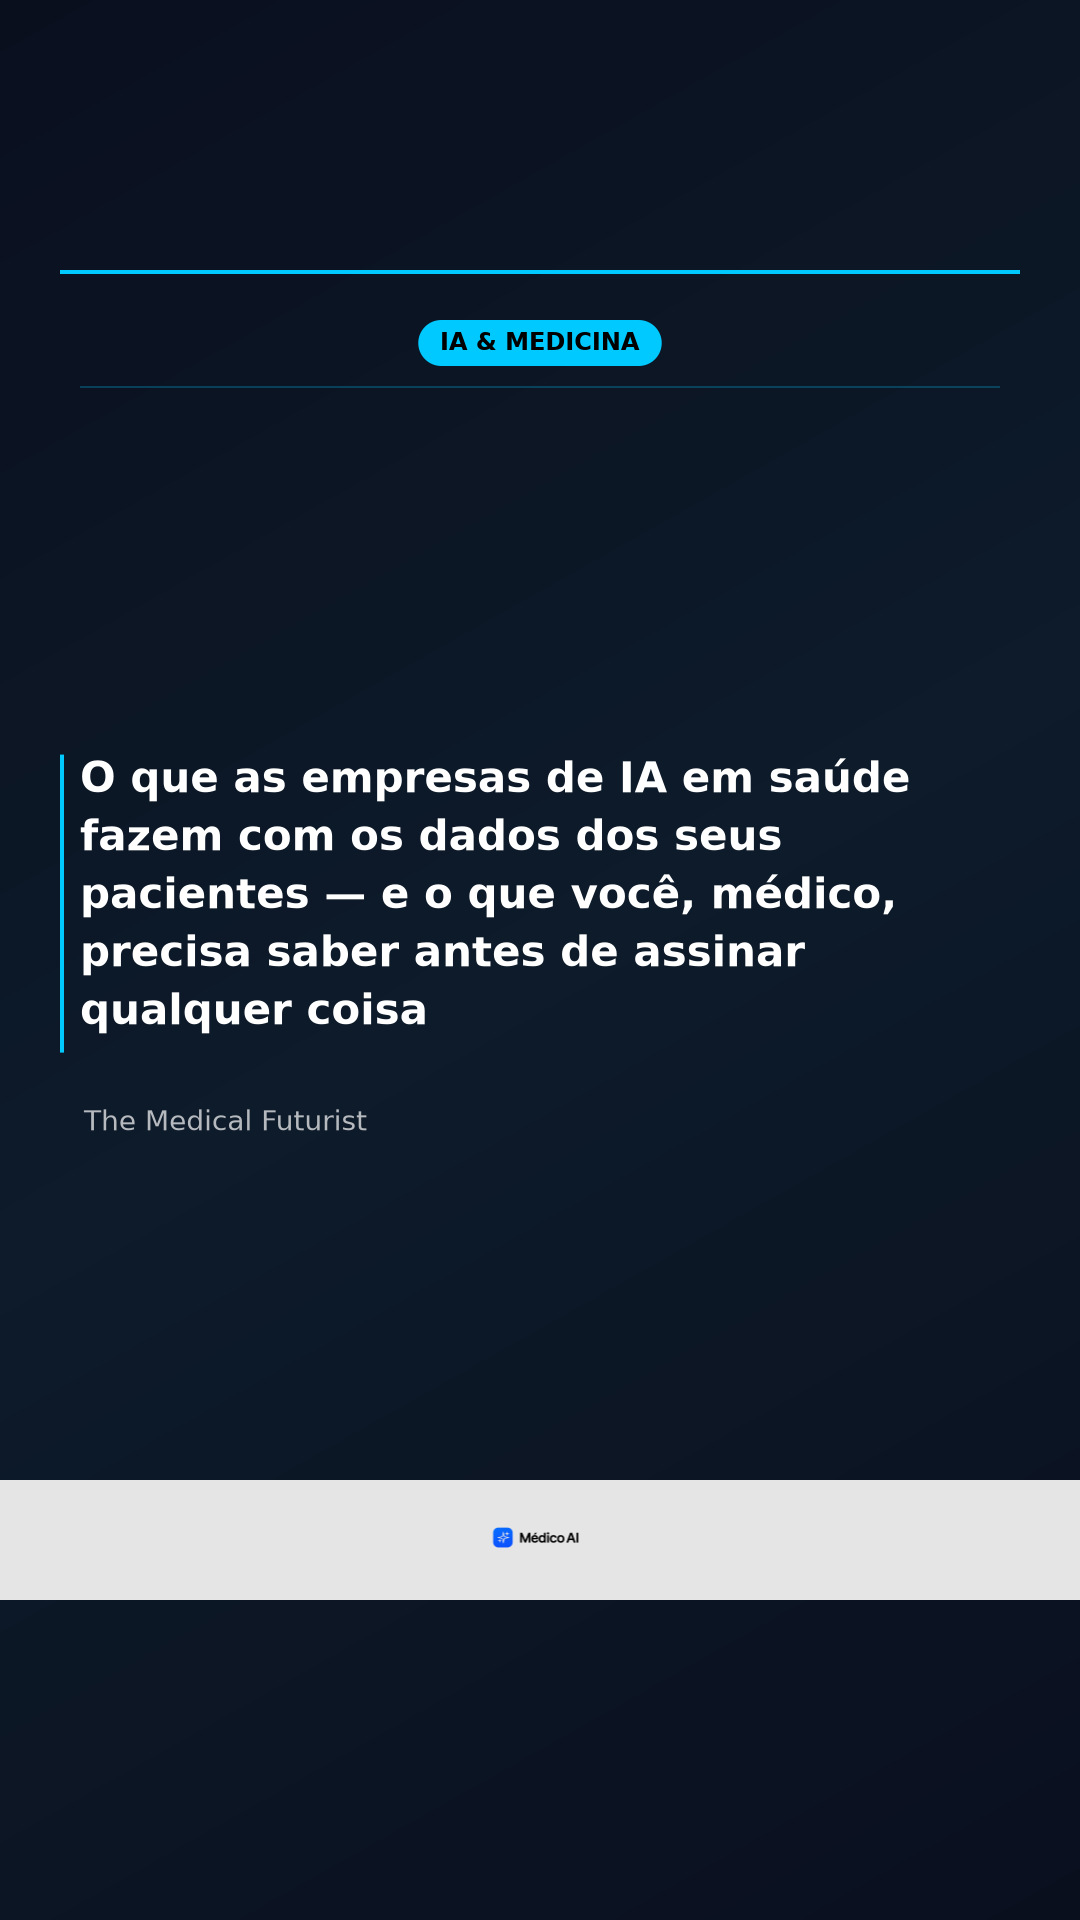 IA & MEDICINA
O que as empresas de IA em saúde
fazem com os dados dos seus
pacientes — e o que você, médico,
precisa saber antes de assinar
qualquer coisa
The Medical Futurist
Médico AI